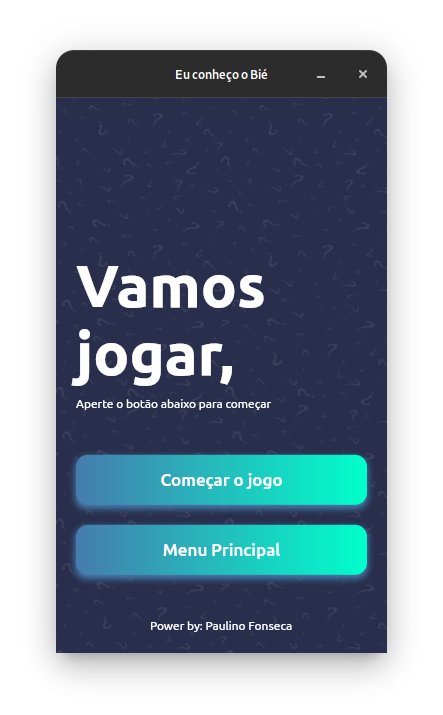 Eu conheço o Bié
Vamos
jogar,
Aperte o botão abaixo para começar
Começar o jogo
Menu Principal
Power by: Paulino Fonseca